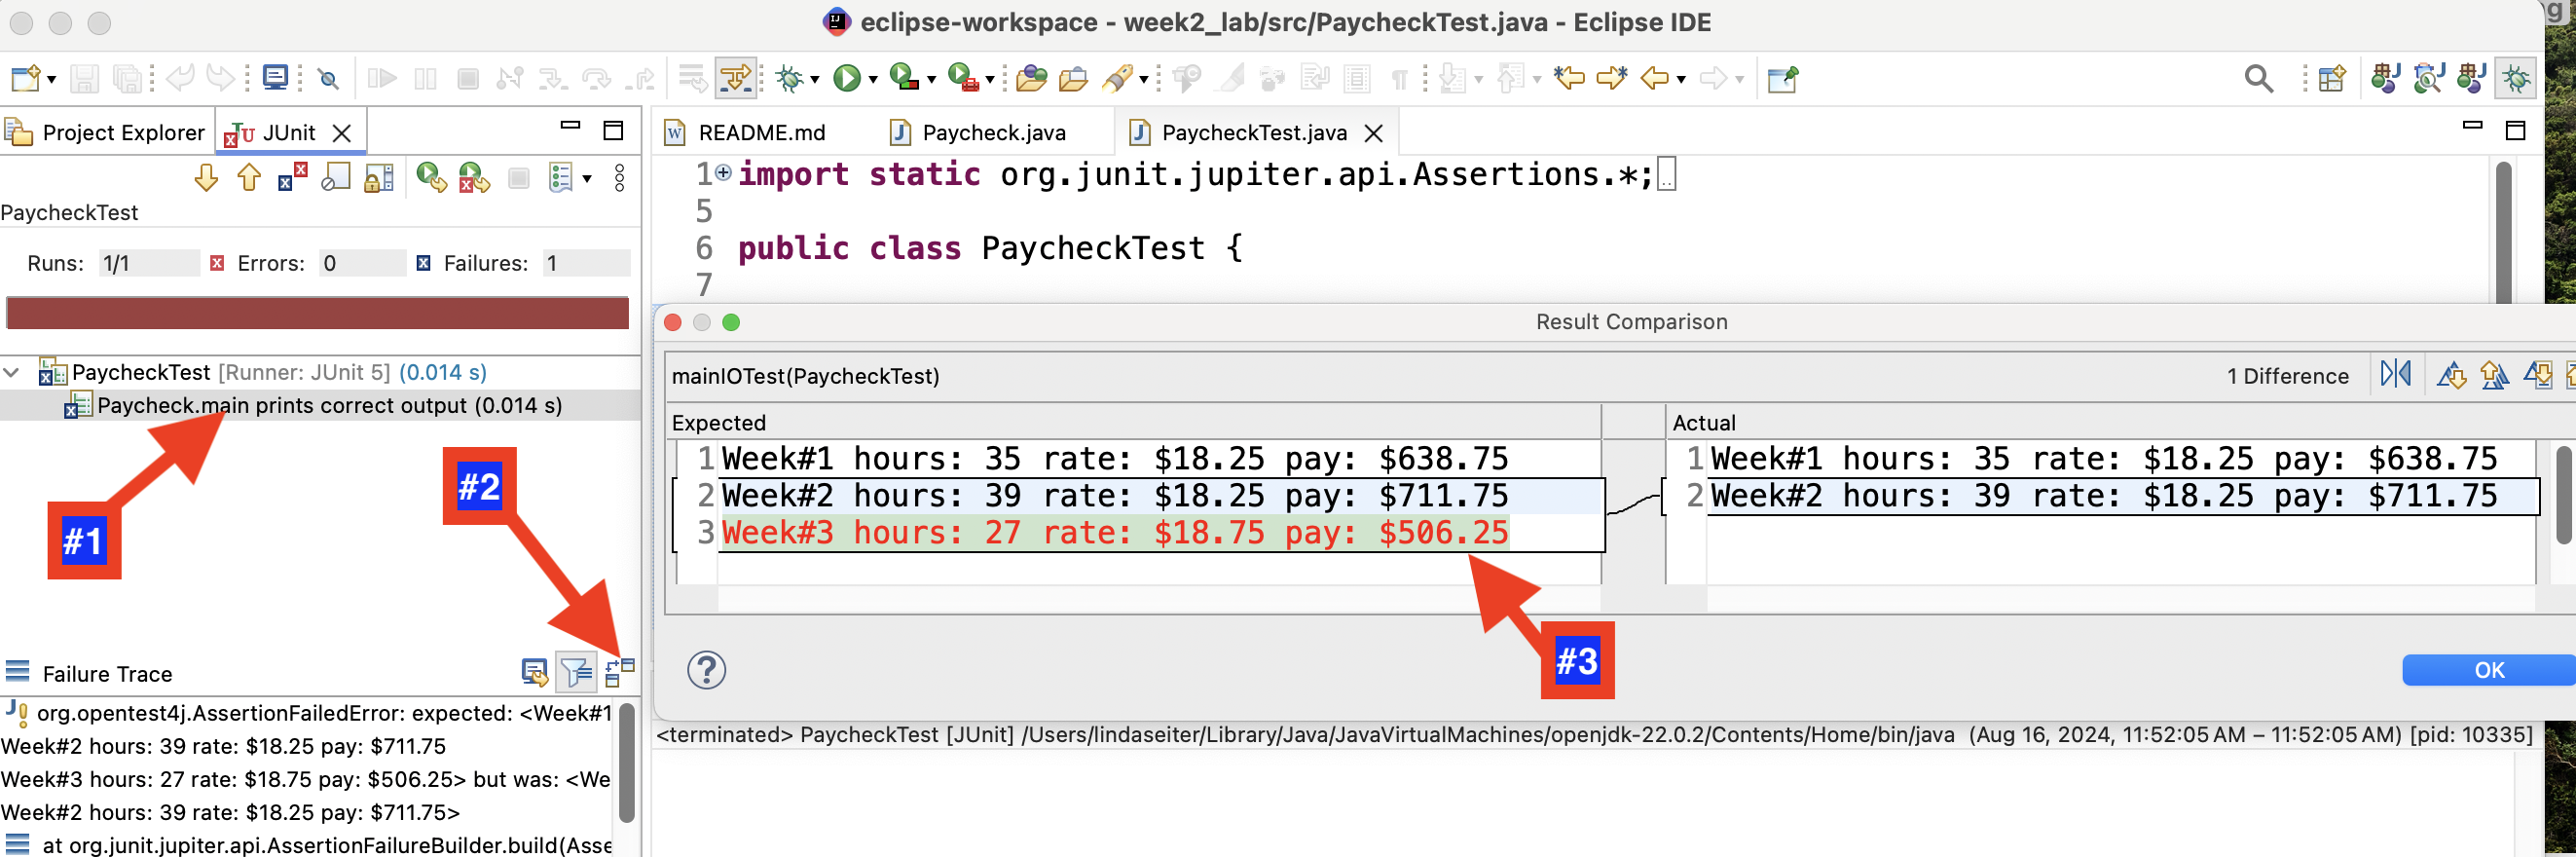 eclipse-workspace - week2_lab/src/PaycheckTest.java - Eclipse IDE
Project Explorer
JUnit
README.md
Paycheck.java
PaycheckTest.java
PaycheckTest
Runs: 1/1
Errors: 0
Failures: 1
PaycheckTest [Runner: JUnit 5] (0.014 s)
Paycheck.main prints correct output (0.014 s)
#1
#2
Failure Trace
org.opentest4j.AssertionFailedError: expected: <Week#1
Week#2 hours: 39 rate: $18.25 pay: $711.75
Week#3 hours: 27 rate: $18.75 pay: $506.25> but was: <We
Week#2 hours: 39 rate: $18.25 pay: $711.75>
at org.junit.jupiter.api.AssertionFailureBuilder.build(Asse
1 import static org.junit.jupiter.api.Assertions.*;
5
6 public class PaycheckTest {
7
Result Comparison
mainIOTest(PaycheckTest)
1 Difference
Expected
1 Week#1 hours: 35 rate: $18.25 pay: $638.75
2 Week#2 hours: 39 rate: $18.25 pay: $711.75
3 Week#3 hours: 27 rate: $18.75 pay: $506.25
Actual
1 Week#1 hours: 35 rate: $18.25 pay: $638.75
2 Week#2 hours: 39 rate: $18.25 pay: $711.75
#3
OK
<terminated> PaycheckTest [JUnit] /Users/lindaseiter/Library/Java/JavaVirtualMachines/openjdk-22.0.2/Contents/Home/bin/java (Aug 16, 2024, 11:52:05 AM – 11:52:05 AM) [pid: 10335]